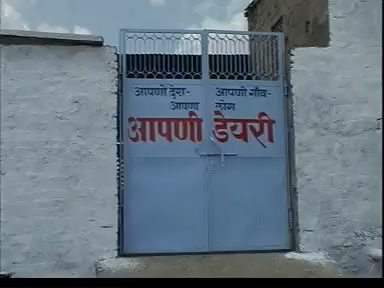 आपणो देश- आपणो गाँव-
आपणा लोग
आपणी डेयरी